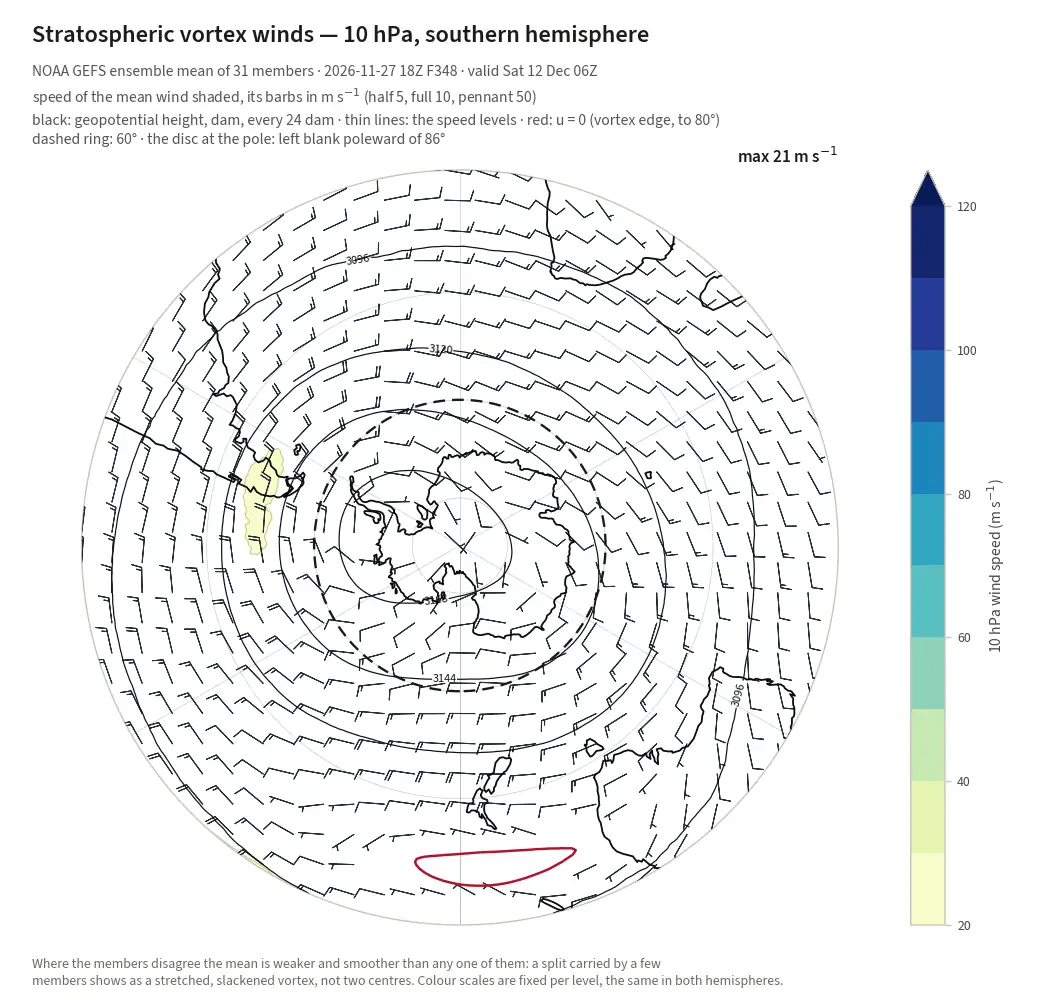 Stratospheric vortex winds — 10 hPa, southern hemisphere
NOAA GEFS ensemble mean of 31 members · 2026-11-27 18Z F348 · valid Sat 12 Dec 06Z
speed of the mean wind shaded, its barbs in m s⁻¹ (half 5, full 10, pennant 50)
black: geopotential height, dam, every 24 dam · thin lines: the speed levels · red: u = 0 (vortex edge, to 80°)
dashed ring: 60° · the disc at the pole: left blank poleward of 86°
max 21 m s⁻¹
3096
3120
3168
3144
3096
120
100
80
60
40
20
10 hPa wind speed (m s⁻¹)
Where the members disagree the mean is weaker and smoother than any one of them: a split carried by a few
members shows as a stretched, slackened vortex, not two centres. Colour scales are fixed per level, the same in both hemispheres.